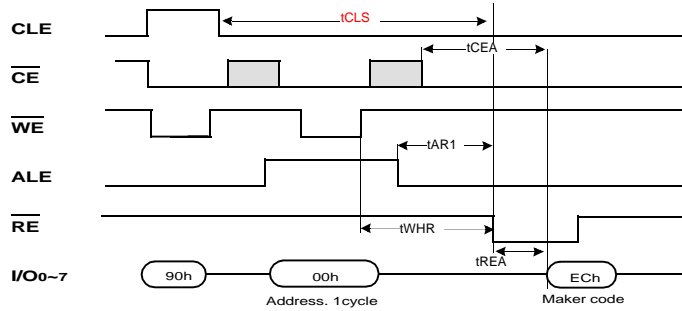 CLE
tCLS
tCEA
CE
WE
tAR1
ALE
RE
tWHR
tREA
I/O0~7
90h
00h
ECh
Address. 1cycle
Maker code